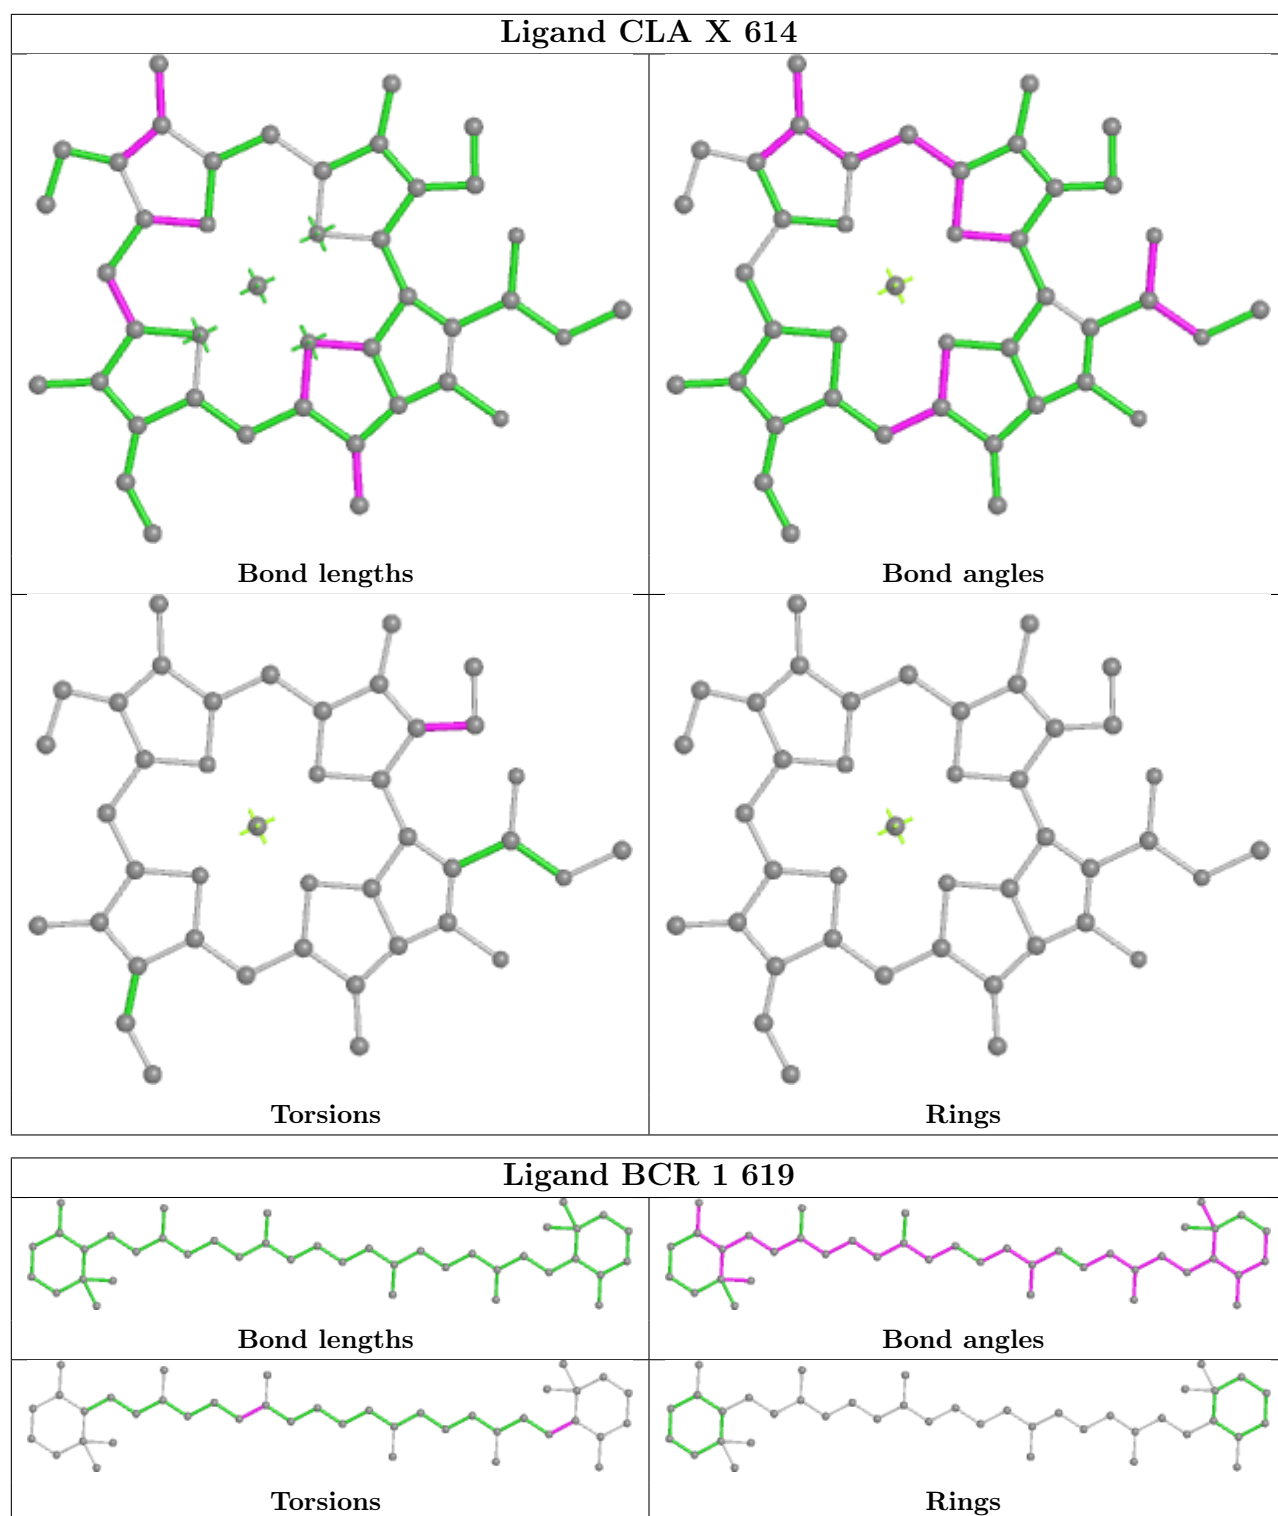 Ligand CLA X 614
Bond lengths
Bond angles
Torsions
Rings
Ligand BCR 1 619
Bond lengths
Bond angles
Torsions
Rings